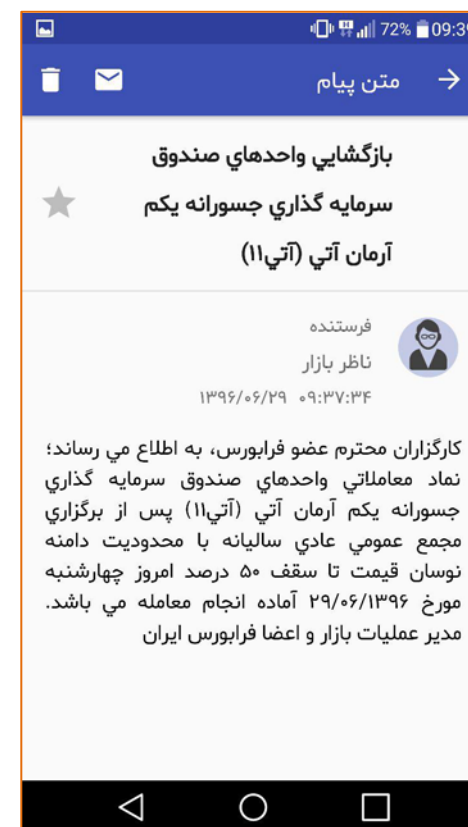 72% 09:39
متن پیام
بازگشايي واحدهاي صندوق
سرمايه گذاري جسورانه يكم
آرمان آتي (آتي۱۱)
فرستنده
ناظر بازار
۱۳۹۶/۰۶/۲۹ ۰۹:۳۷:۳۴
کارگزاران محترم عضو فرابورس، به اطلاع مي رساند؛
نماد معاملاتي واحدهاي صندوق سرمايه گذاري
جسورانه يكم آرمان آتي (آتي۱۱) پس از برگزاري
مجمع عمومي عادي ساليانه با محدوديت دامنه
نوسان قيمت تا سقف ۵۰ درصد امروز چهارشنبه
مورخ ۲۹/۰۶/۱۳۹۶ آماده انجام معامله مي باشد.
مدير عمليات بازار و اعضا فرابورس ايران